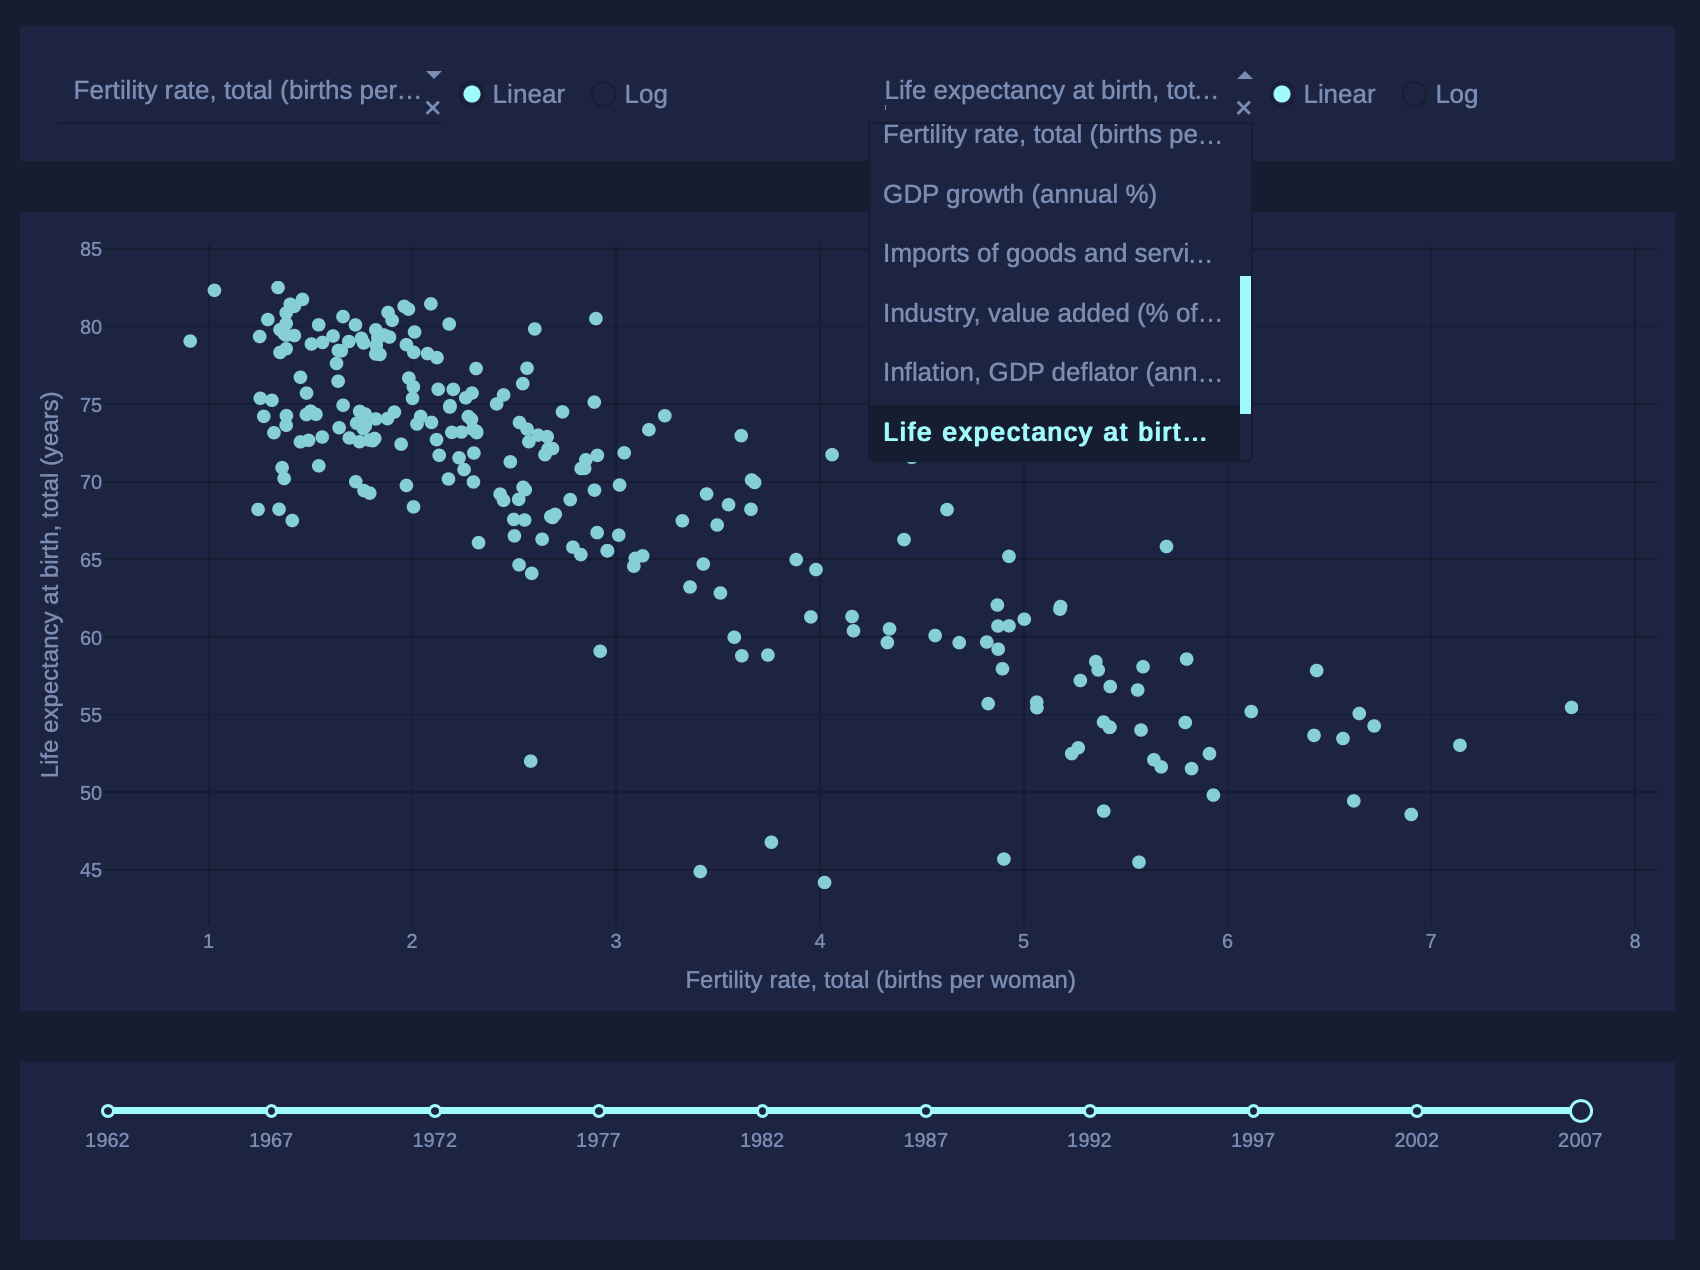 Fertility rate, total (births per…
Linear
Log
Life expectancy at birth, tot…
Linear
Log
Fertility rate, total (births pe…
GDP growth (annual %)
Imports of goods and servi…
Industry, value added (% of…
Inflation, GDP deflator (ann…
Life expectancy at birt…
85
80
75
70
65
60
55
50
45
Life expectancy at birth, total (years)
1 2 3 4 5 6 7 8
Fertility rate, total (births per woman)
1962 1967 1972 1977 1982 1987 1992 1997 2002 2007